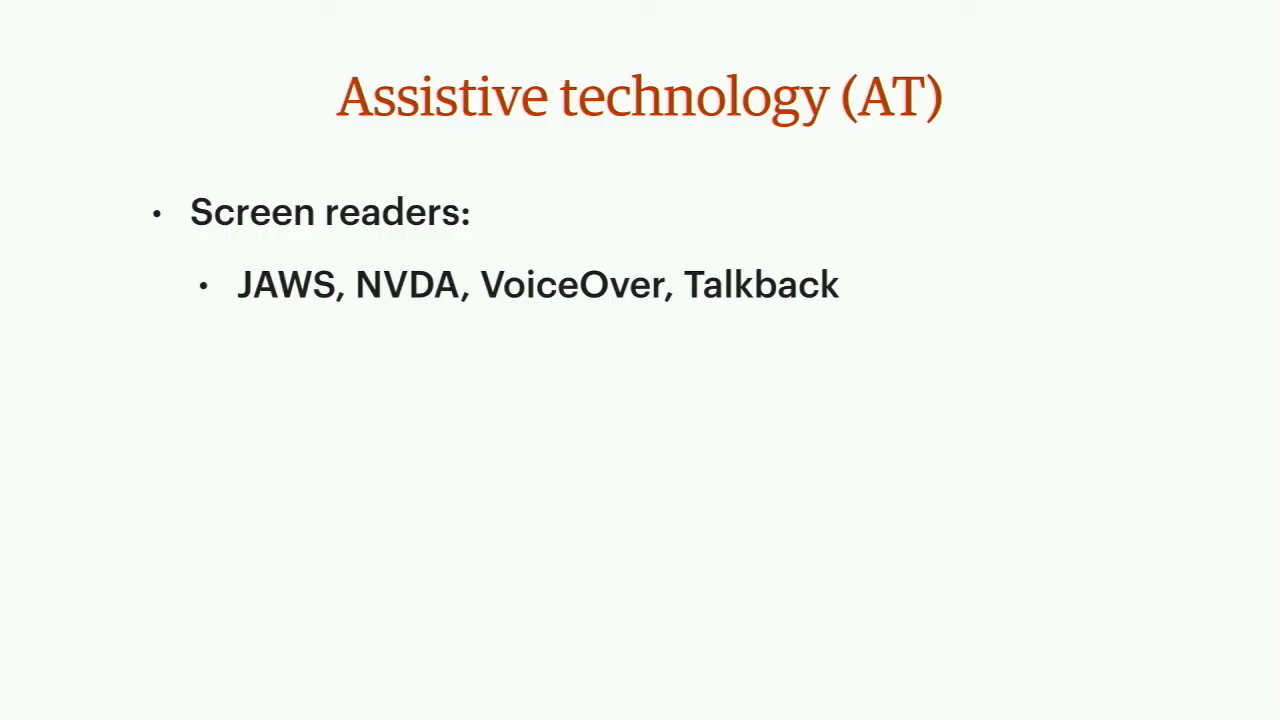 Assistive technology (AT)
• Screen readers:
• JAWS, NVDA, VoiceOver, Talkback